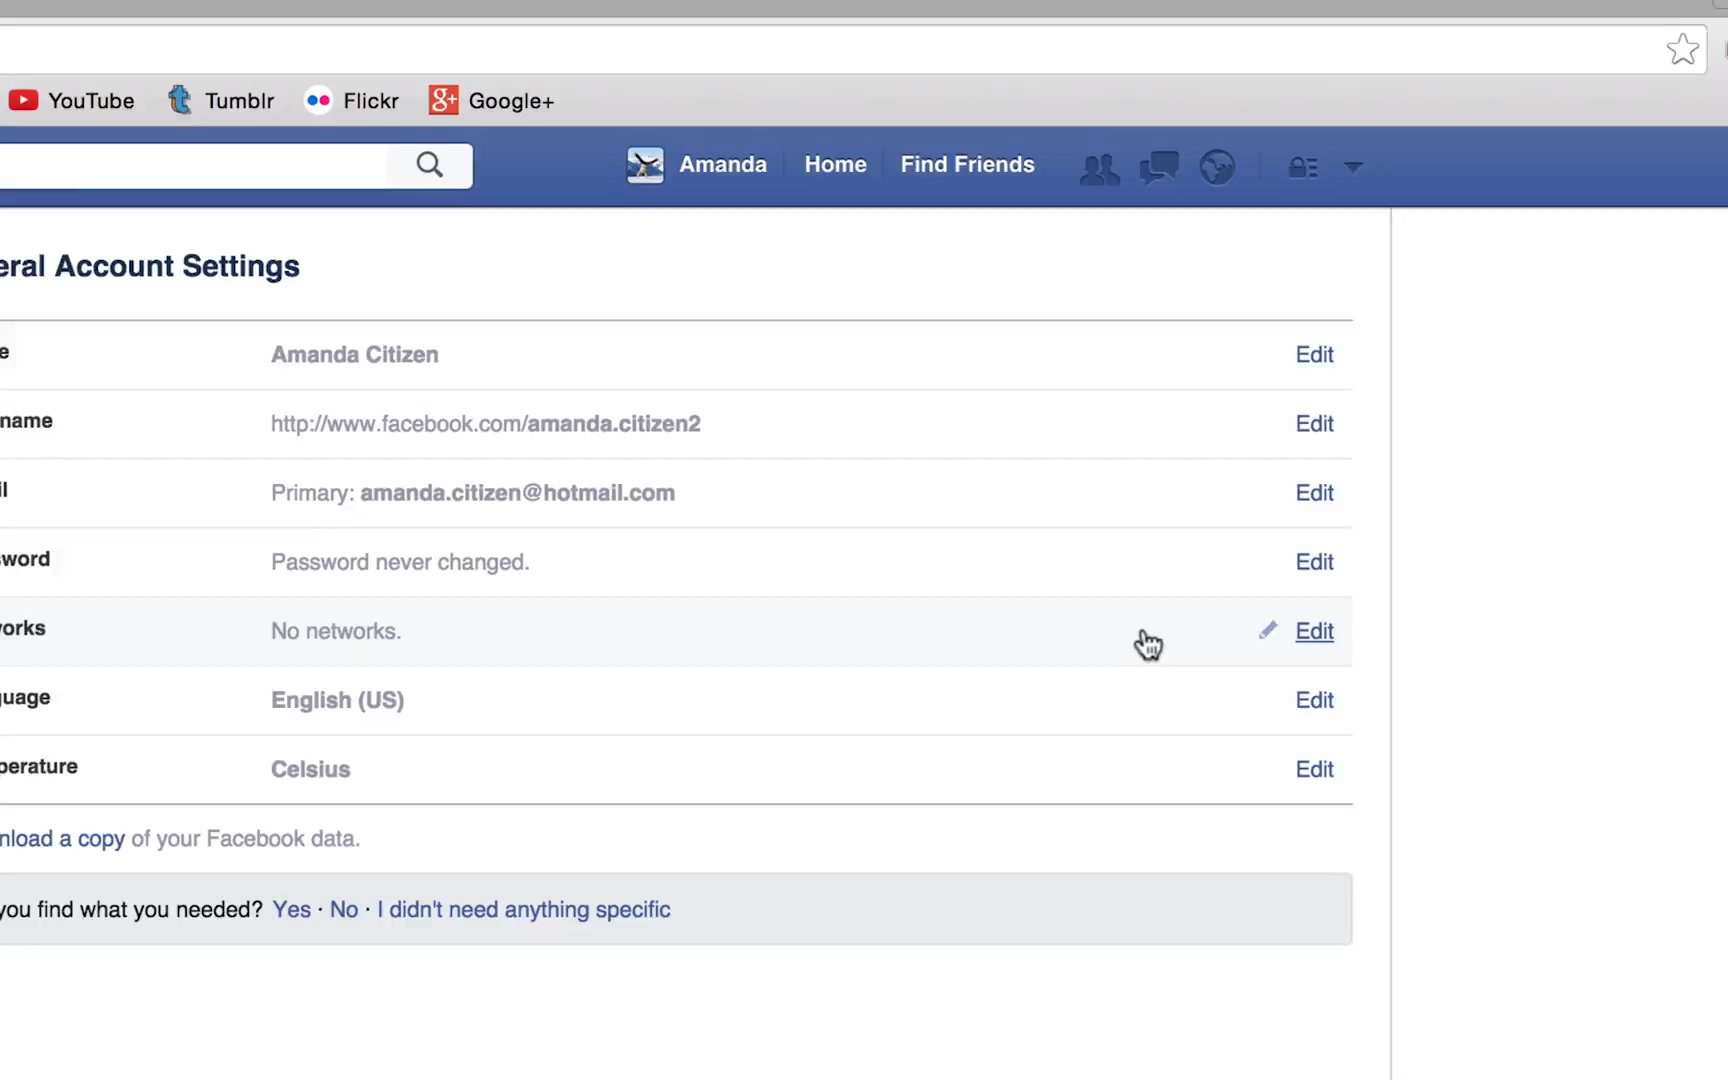 YouTube Tumblr Flickr Google+
Amanda Home Find Friends
eral Account Settings
e Amanda Citizen Edit
name http://www.facebook.com/amanda.citizen2 Edit
il Primary: amanda.citizen@hotmail.com Edit
sword Password never changed. Edit
orks No networks. Edit
guage English (US) Edit
perature Celsius Edit
nload a copy of your Facebook data.
you find what you needed? Yes · No · I didn't need anything specific